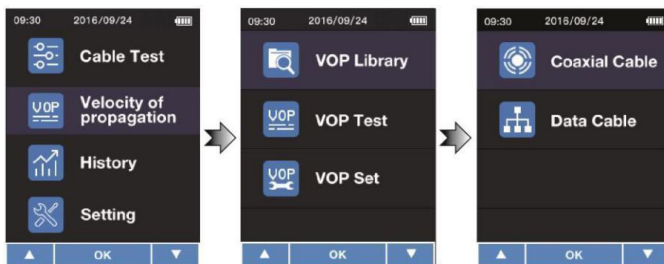 09:30 2016/09/24
Cable Test
VOP
Velocity of
propagation
History
Setting
OK
09:30 2016/09/24
VOP Library
VOP
VOP Test
VOP
VOP Set
OK
09:30 2016/09/24
Coaxial Cable
Data Cable
OK